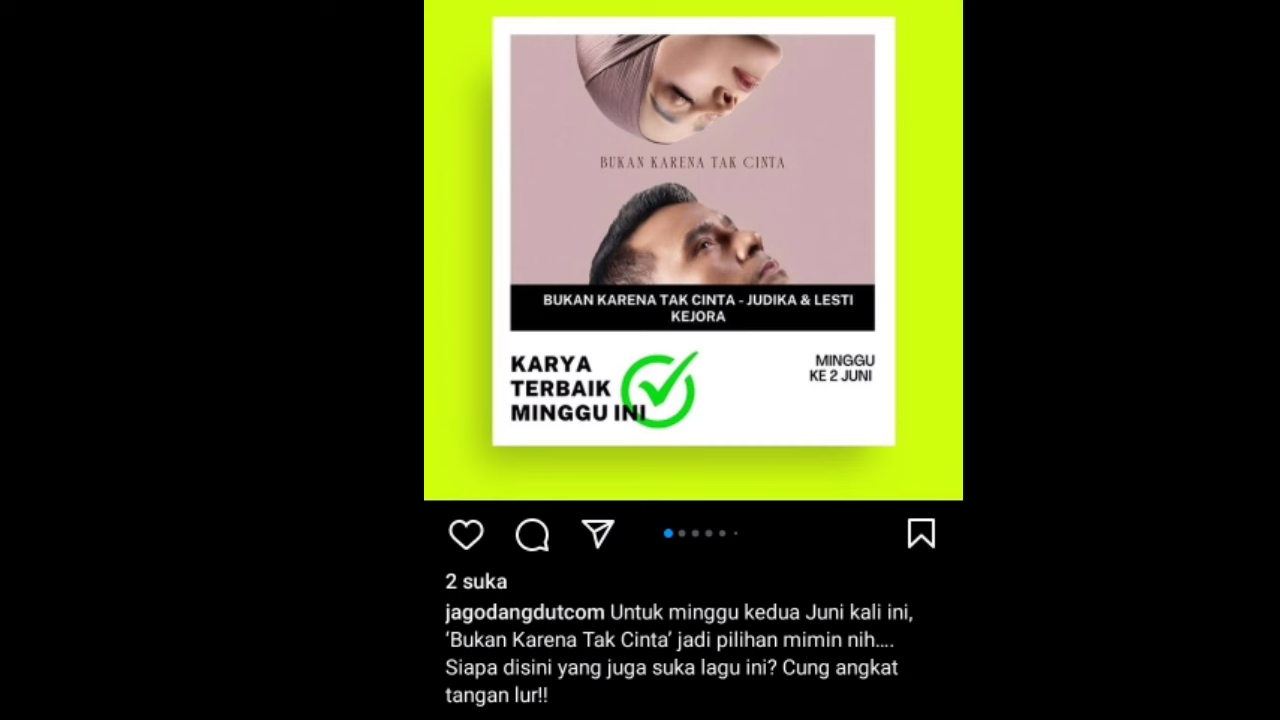 BUKAN KARENA TAK CINTA
BUKAN KARENA TAK CINTA - JUDIKA & LESTI
KEJORA
KARYA
TERBAIK
MINGGU INI
MINGGU
KE 2 JUNI
2 suka
jagodangdutcom Untuk minggu kedua Juni kali ini,
‘Bukan Karena Tak Cinta’ jadi pilihan mimin nih....
Siapa disini yang juga suka lagu ini? Cung angkat
tangan lur!!